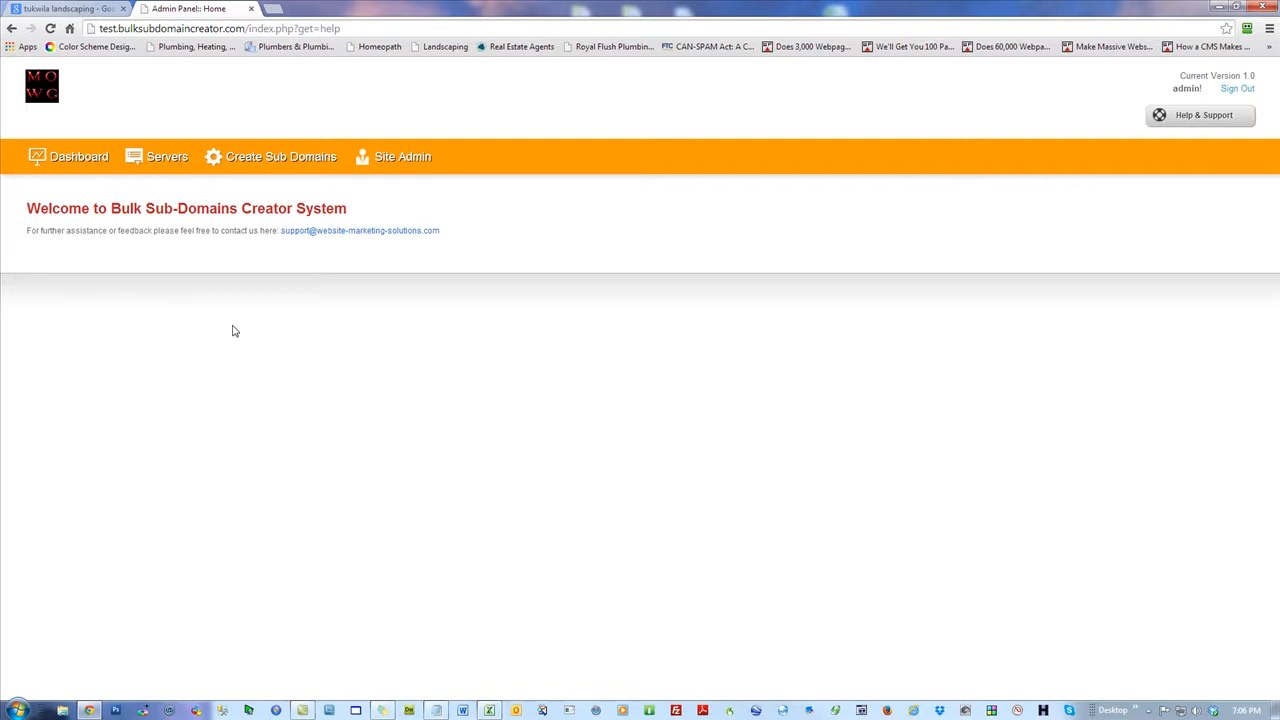 tukwila landscaping - Go
Admin Panel:: Home
test.bulksubdomaincreator.com/index.php?get=help
Apps
Color Scheme Desig...
Plumbing, Heating, ...
Plumbers & Plumbi...
Homeopath
Landscaping
Real Estate Agents
Royal Flush Plumbin...
FTC CAN-SPAM Act: A C...
Does 3,000 Webpag...
We'll Get You 100 Pa...
Does 60,000 Webpa...
Make Massive Webs...
How a CMS Makes ...
MO
WG
Current Version 1.0
admin! Sign Out
Help & Support
Dashboard
Servers
Create Sub Domains
Site Admin
Welcome to Bulk Sub-Domains Creator System
For further assistance or feedback please feel free to contact us here: support@website-marketing-solutions.com
Desktop
7:06 PM